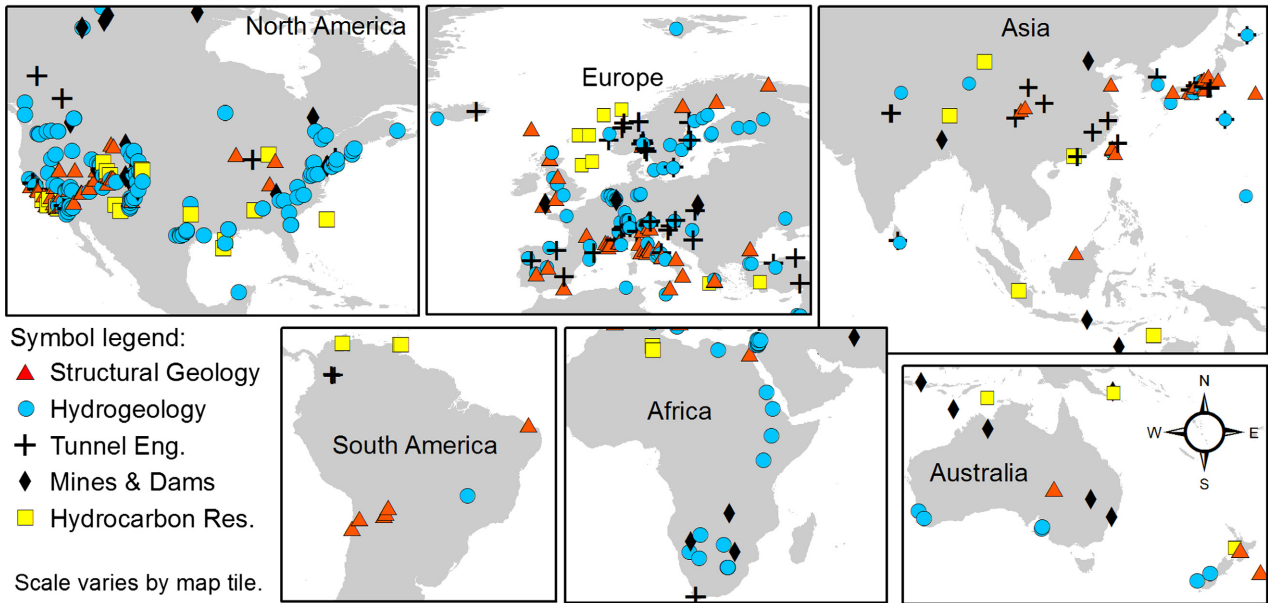 North America
Europe
Asia
Symbol legend:
Structural Geology
Hydrogeology
Tunnel Eng.
Mines & Dams
Hydrocarbon Res.
Scale varies by map tile.
South America
Africa
Australia
N
W E
S